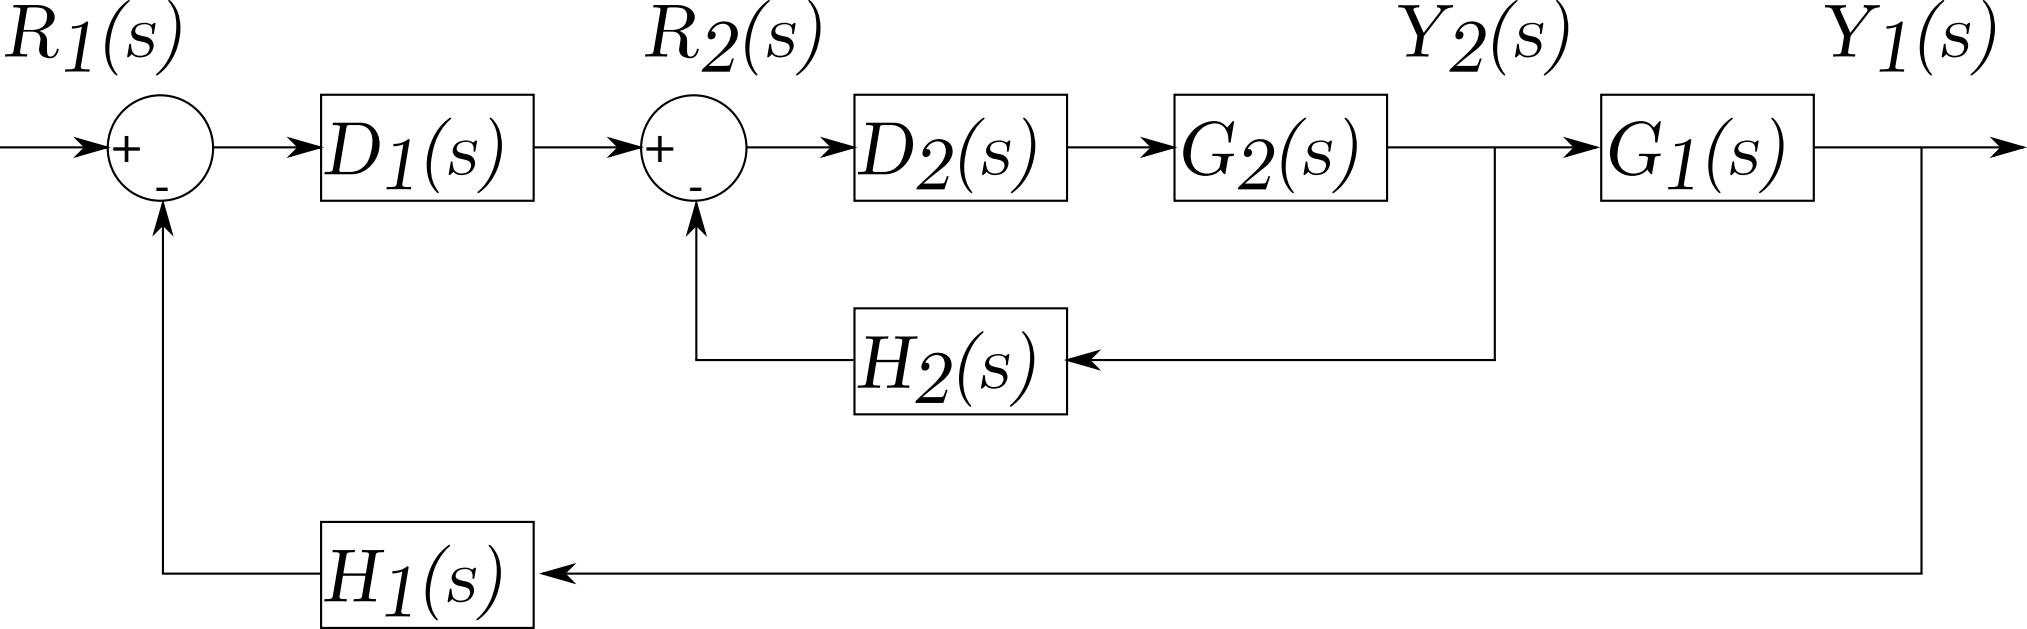 R1(s) R2(s) Y2(s) Y1(s)
+ D1(s) + D2(s) G2(s) G1(s)
- -
H2(s)
H1(s)